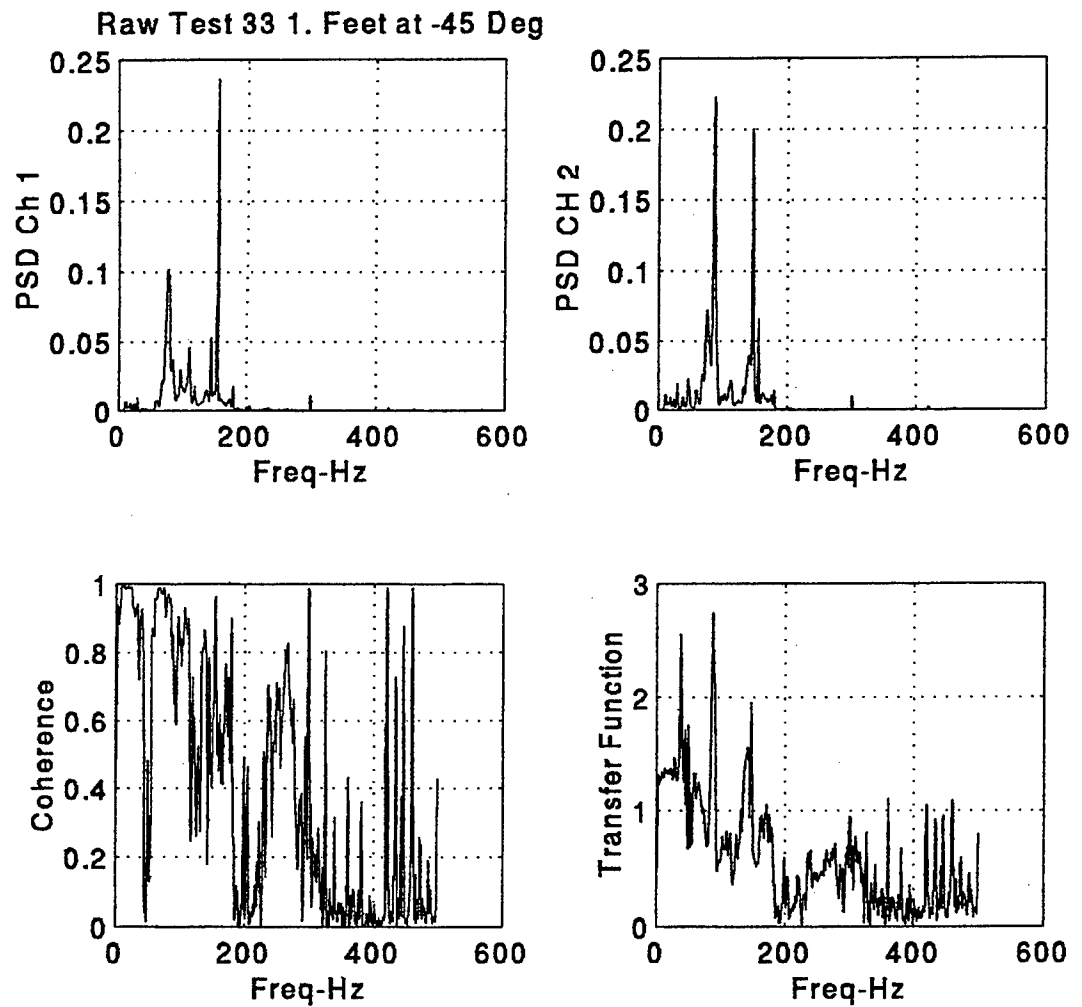 Raw Test 33 1. Feet at -45 Deg
PSD Ch 1
0.25
0.2
0.15
0.1
0.05
0
0 200 400 600
Freq-Hz
PSD CH 2
0.25
0.2
0.15
0.1
0.05
0
0 200 400 600
Freq-Hz
Coherence
1
0.8
0.6
0.4
0.2
0
0 200 400 600
Freq-Hz
Transfer Function
3
2
1
0
0 200 400 600
Freq-Hz